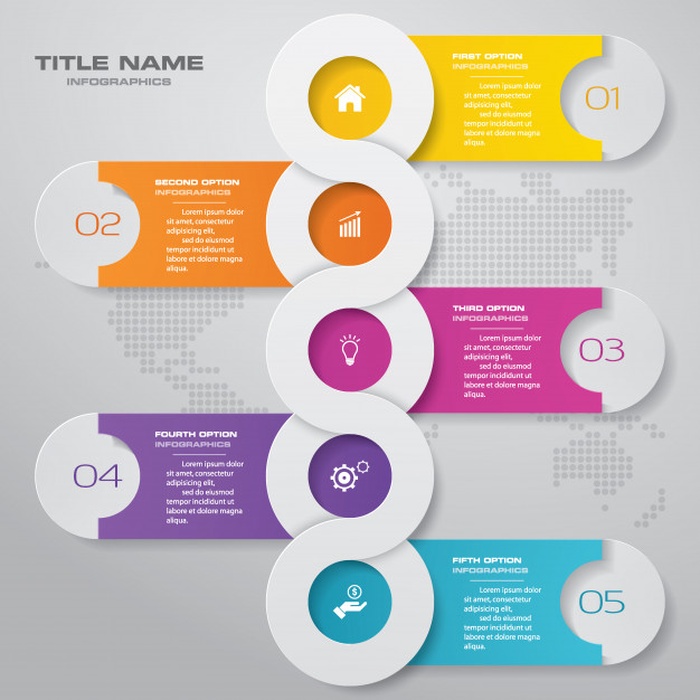 TITLE NAME
INFOGRAPHICS
FIRST OPTION
INFOGRAPHICS
Lorem ipsum dolor
sit amet, consectetur
adipisicing elit,
sed do eiusmod
tempor incididunt ut
labore et dolore magna
aliqua.
01
SECOND OPTION
INFOGRAPHICS
Lorem ipsum dolor
sit amet, consectetur
adipisicing elit,
sed do eiusmod
tempor incididunt ut
labore et dolore magna
aliqua.
02
THIRD OPTION
INFOGRAPHICS
Lorem ipsum dolor
sit amet, consectetur
adipisicing elit,
sed do eiusmod
tempor incididunt ut
labore et dolore magna
aliqua.
03
FOURTH OPTION
INFOGRAPHICS
Lorem ipsum dolor
sit amet, consectetur
adipisicing elit,
sed do eiusmod
tempor incididunt ut
labore et dolore magna
aliqua.
04
FIFTH OPTION
INFOGRAPHICS
Lorem ipsum dolor
sit amet, consectetur
adipisicing elit,
sed do eiusmod
tempor incididunt ut
labore et dolore magna
aliqua.
05
$